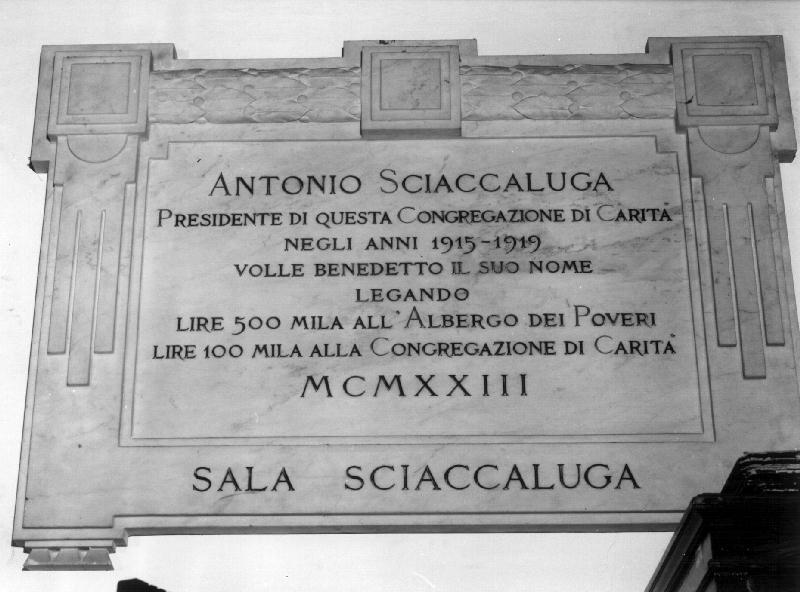 ANTONIO SCIACCALUGA
PRESIDENTE DI QUESTA CONGREGAZIONE DI CARITÀ
NEGLI ANNI 1915-1919
VOLLE BENEDETTO IL SUO NOME
LEGANDO
LIRE 500 MILA ALL'ALBERGO DEI POVERI
LIRE 100 MILA ALLA CONGREGAZIONE DI CARITÀ
MCMXXIII
SALA SCIACCALUGA